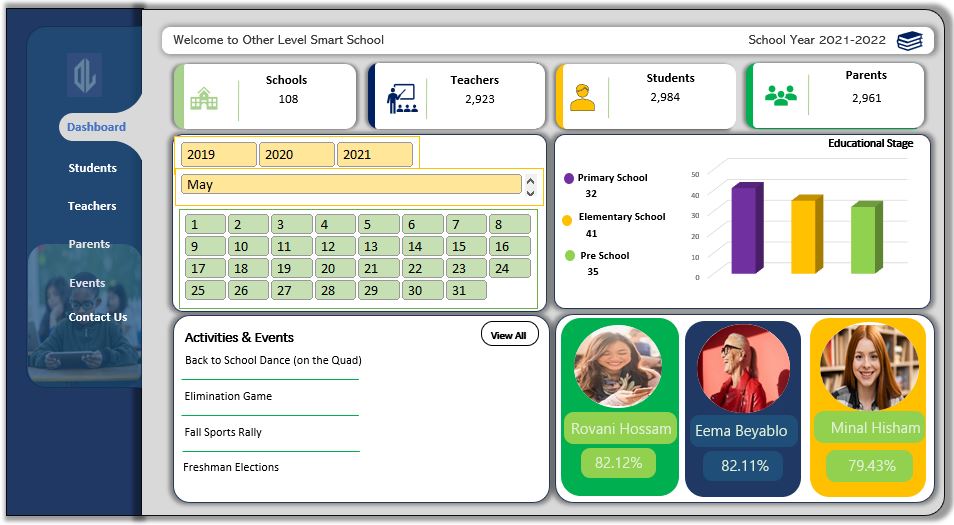 Welcome to Other Level Smart School
School Year 2021-2022
Schools
108
Teachers
2,923
Students
2,984
Parents
2,961
Dashboard
Students
Teachers
Parents
Events
Contact Us
2019 2020 2021
May
1 2 3 4 5 6 7 8
9 10 11 12 13 14 15 16
17 18 19 20 21 22 23 24
25 26 27 28 29 30 31
Educational Stage
Primary School
32
Elementary School
41
Pre School
35
50
40
30
20
10
0
Activities & Events
View All
Back to School Dance (on the Quad)
Elimination Game
Fall Sports Rally
Freshman Elections
Rovani Hossam
82.12%
Eema Beyablo
82.11%
Minal Hisham
79.43%